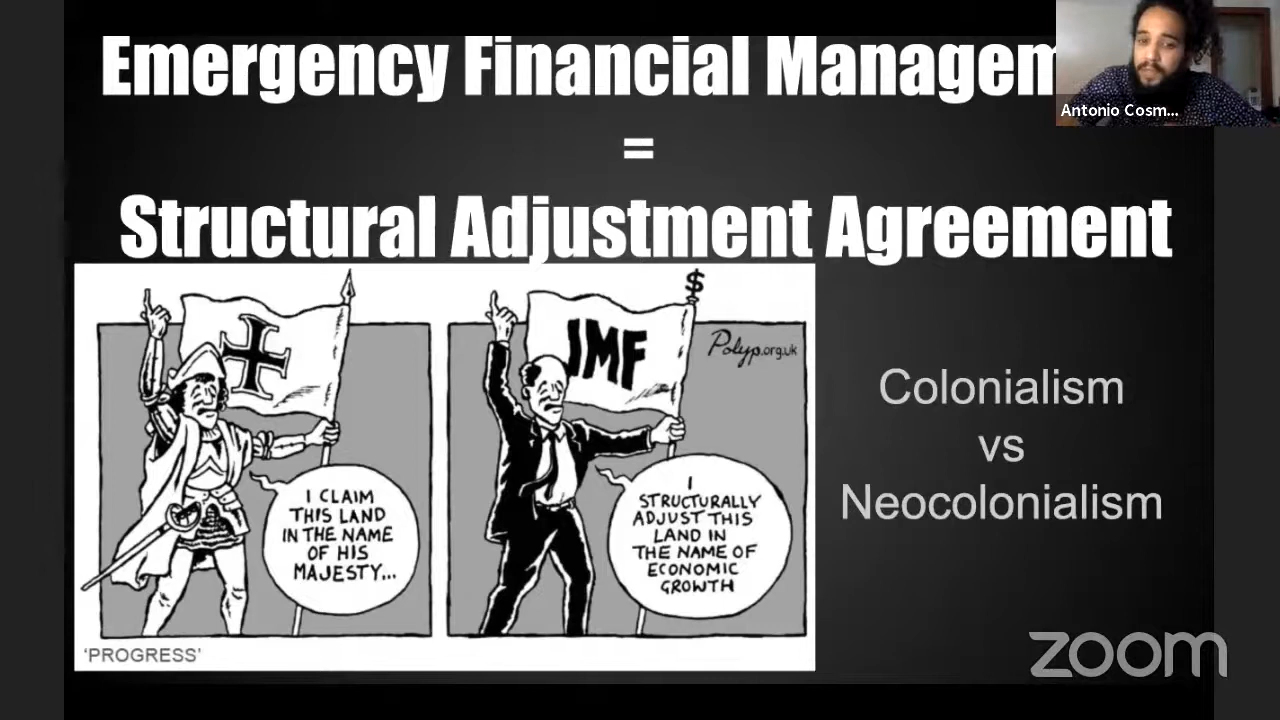 Emergency Financial Managem
=
Structural Adjustment Agreement
Antonio Cosm...
$
IMF
Polyp.org.uk
I CLAIM
THIS LAND
IN THE NAME
OF HIS
MAJESTY...
I
STRUCTURALLY
ADJUST THIS
LAND IN
THE NAME OF
ECONOMIC
GROWTH
'PROGRESS'
Colonialism
vs
Neocolonialism
zoom